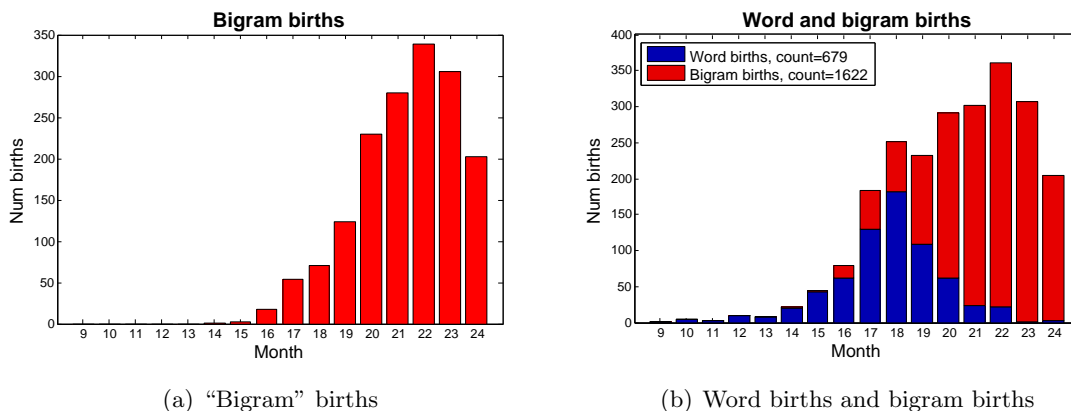 Bigram births
Num births
350
300
250
200
150
100
50
0
9 10 11 12 13 14 15 16 17 18 19 20 21 22 23 24
Month
(a) “Bigram” births
Word and bigram births
Num births
400
350
300
250
200
150
100
50
0
Word births, count=679
Bigram births, count=1622
9 10 11 12 13 14 15 16 17 18 19 20 21 22 23 24
Month
(b) Word births and bigram births